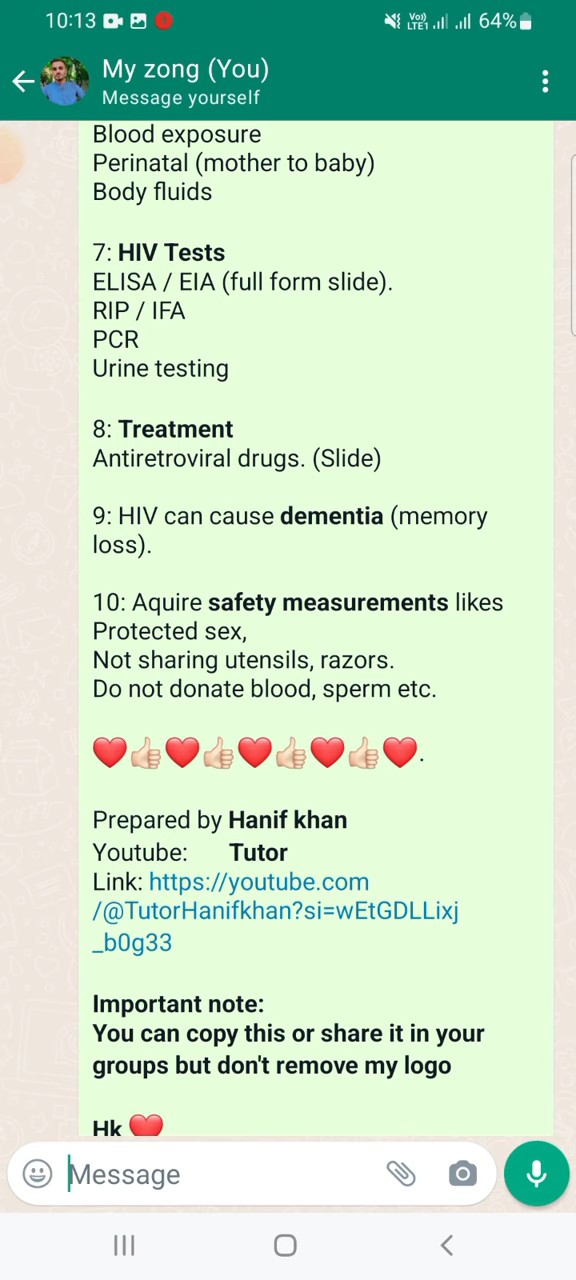 10:13
Vo)) LTE1 64%
My zong (You)
Message yourself
Blood exposure
Perinatal (mother to baby)
Body fluids
7: HIV Tests
ELISA / EIA (full form slide).
RIP / IFA
PCR
Urine testing
8: Treatment
Antiretroviral drugs. (Slide)
9: HIV can cause dementia (memory
loss).
10: Aquire safety measurements likes
Protected sex,
Not sharing utensils, razors.
Do not donate blood, sperm etc.
❤️👍🏻❤️👍🏻❤️👍🏻❤️👍🏻❤️.
Prepared by Hanif khan
Youtube: Tutor
Link: https://youtube.com
/@TutorHanifkhan?si=wEtGDLLixj
_b0g33
Important note:
You can copy this or share it in your
groups but don't remove my logo
Hk ❤️
Message